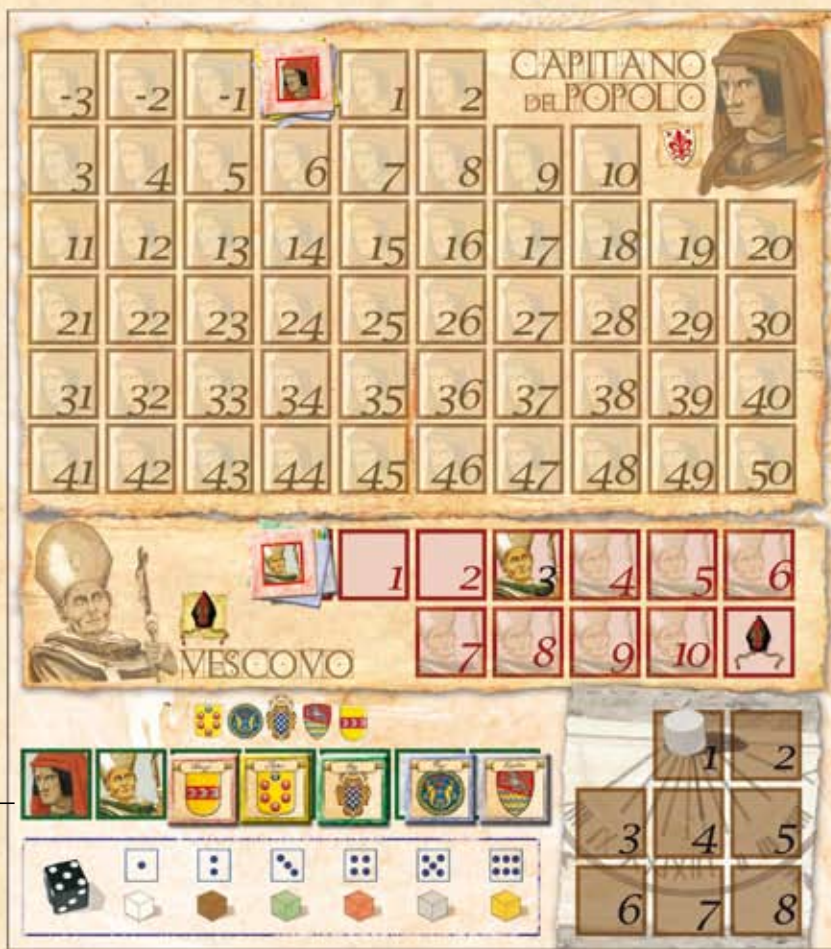 CAPITANO
DEL POPOLO
-3 -2 -1 1 2
3 4 5 6 7 8 9 10
11 12 13 14 15 16 17 18 19 20
21 22 23 24 25 26 27 28 29 30
31 32 33 34 35 36 37 38 39 40
41 42 43 44 45 46 47 48 49 50
1 2 3 4 5 6
7 8 9 10
VESCOVO
1 2
3 4 5
6 7 8